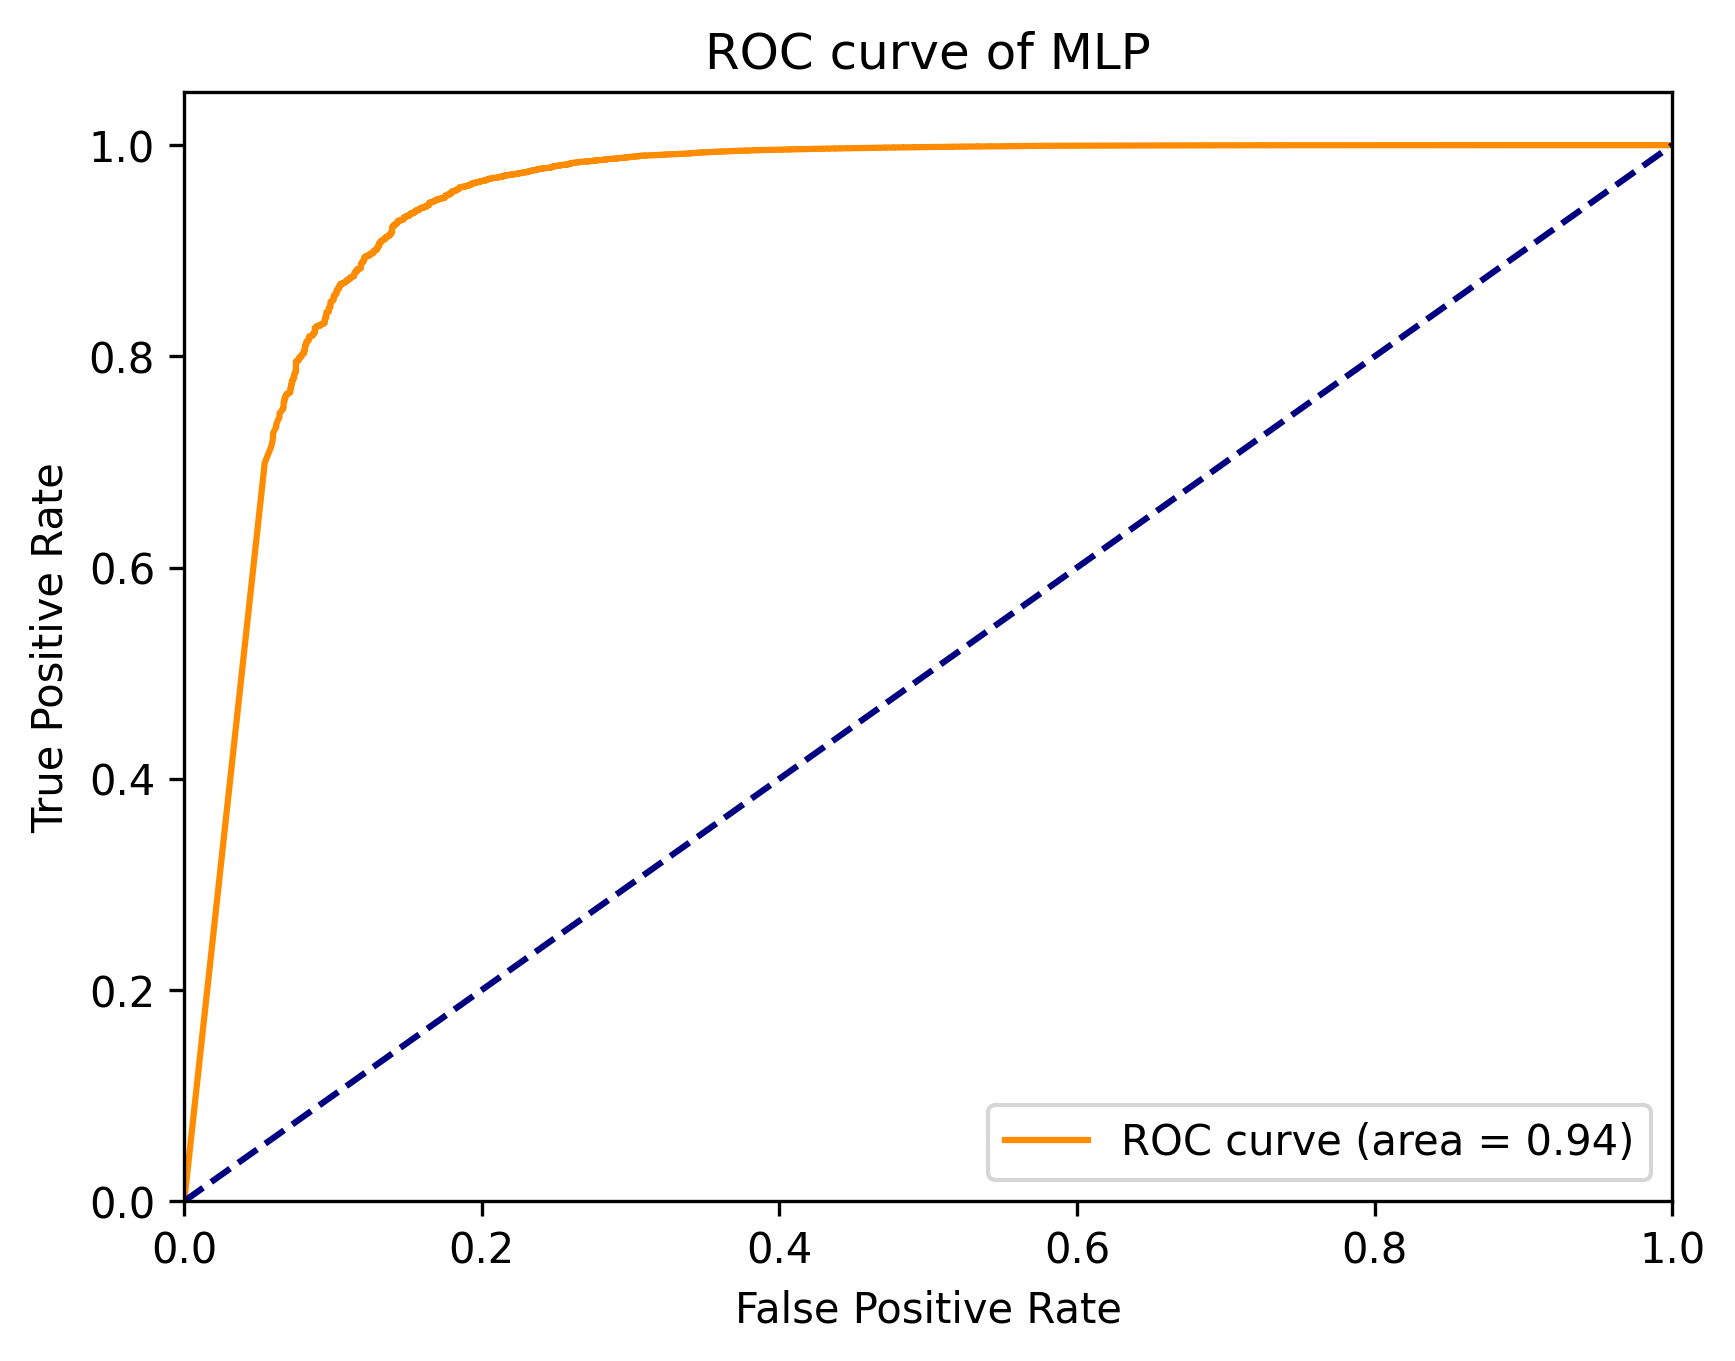 ROC curve of MLP
1.0
0.8
0.6
0.4
0.2
0.0
True Positive Rate
ROC curve (area = 0.94)
0.0 0.2 0.4 0.6 0.8 1.0
False Positive Rate